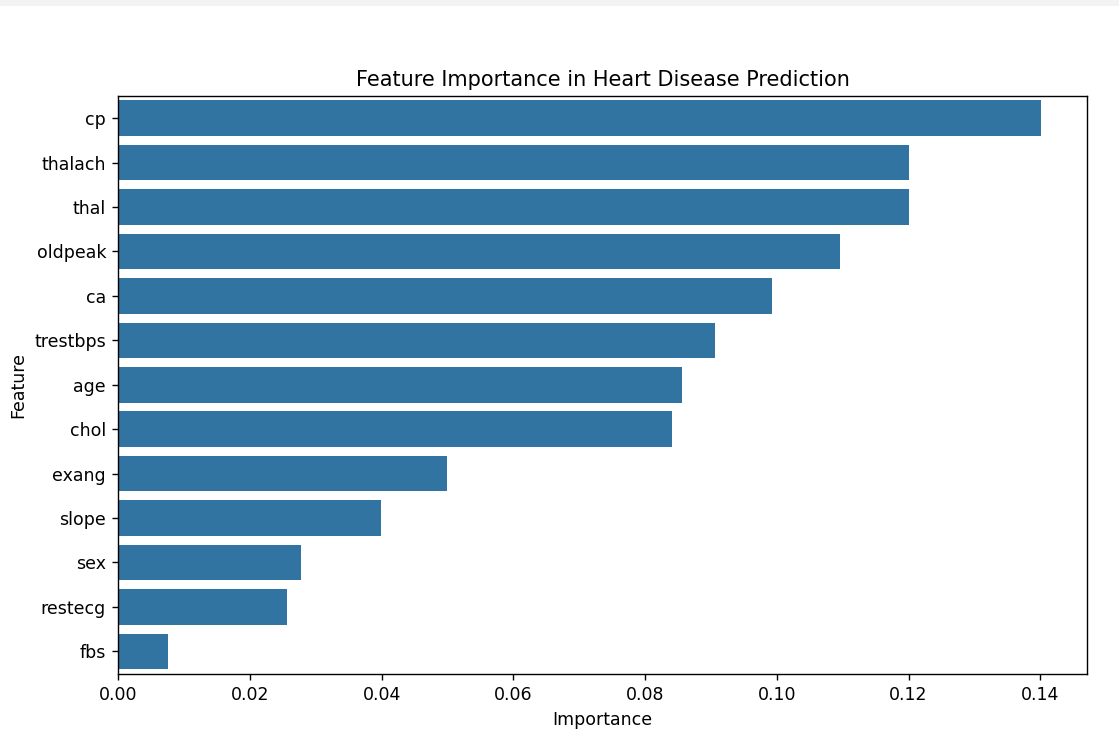 Feature Importance in Heart Disease Prediction
cp
thalach
thal
oldpeak
ca
trestbps
age
chol
exang
slope
sex
restecg
fbs
Feature
0.00 0.02 0.04 0.06 0.08 0.10 0.12 0.14
Importance